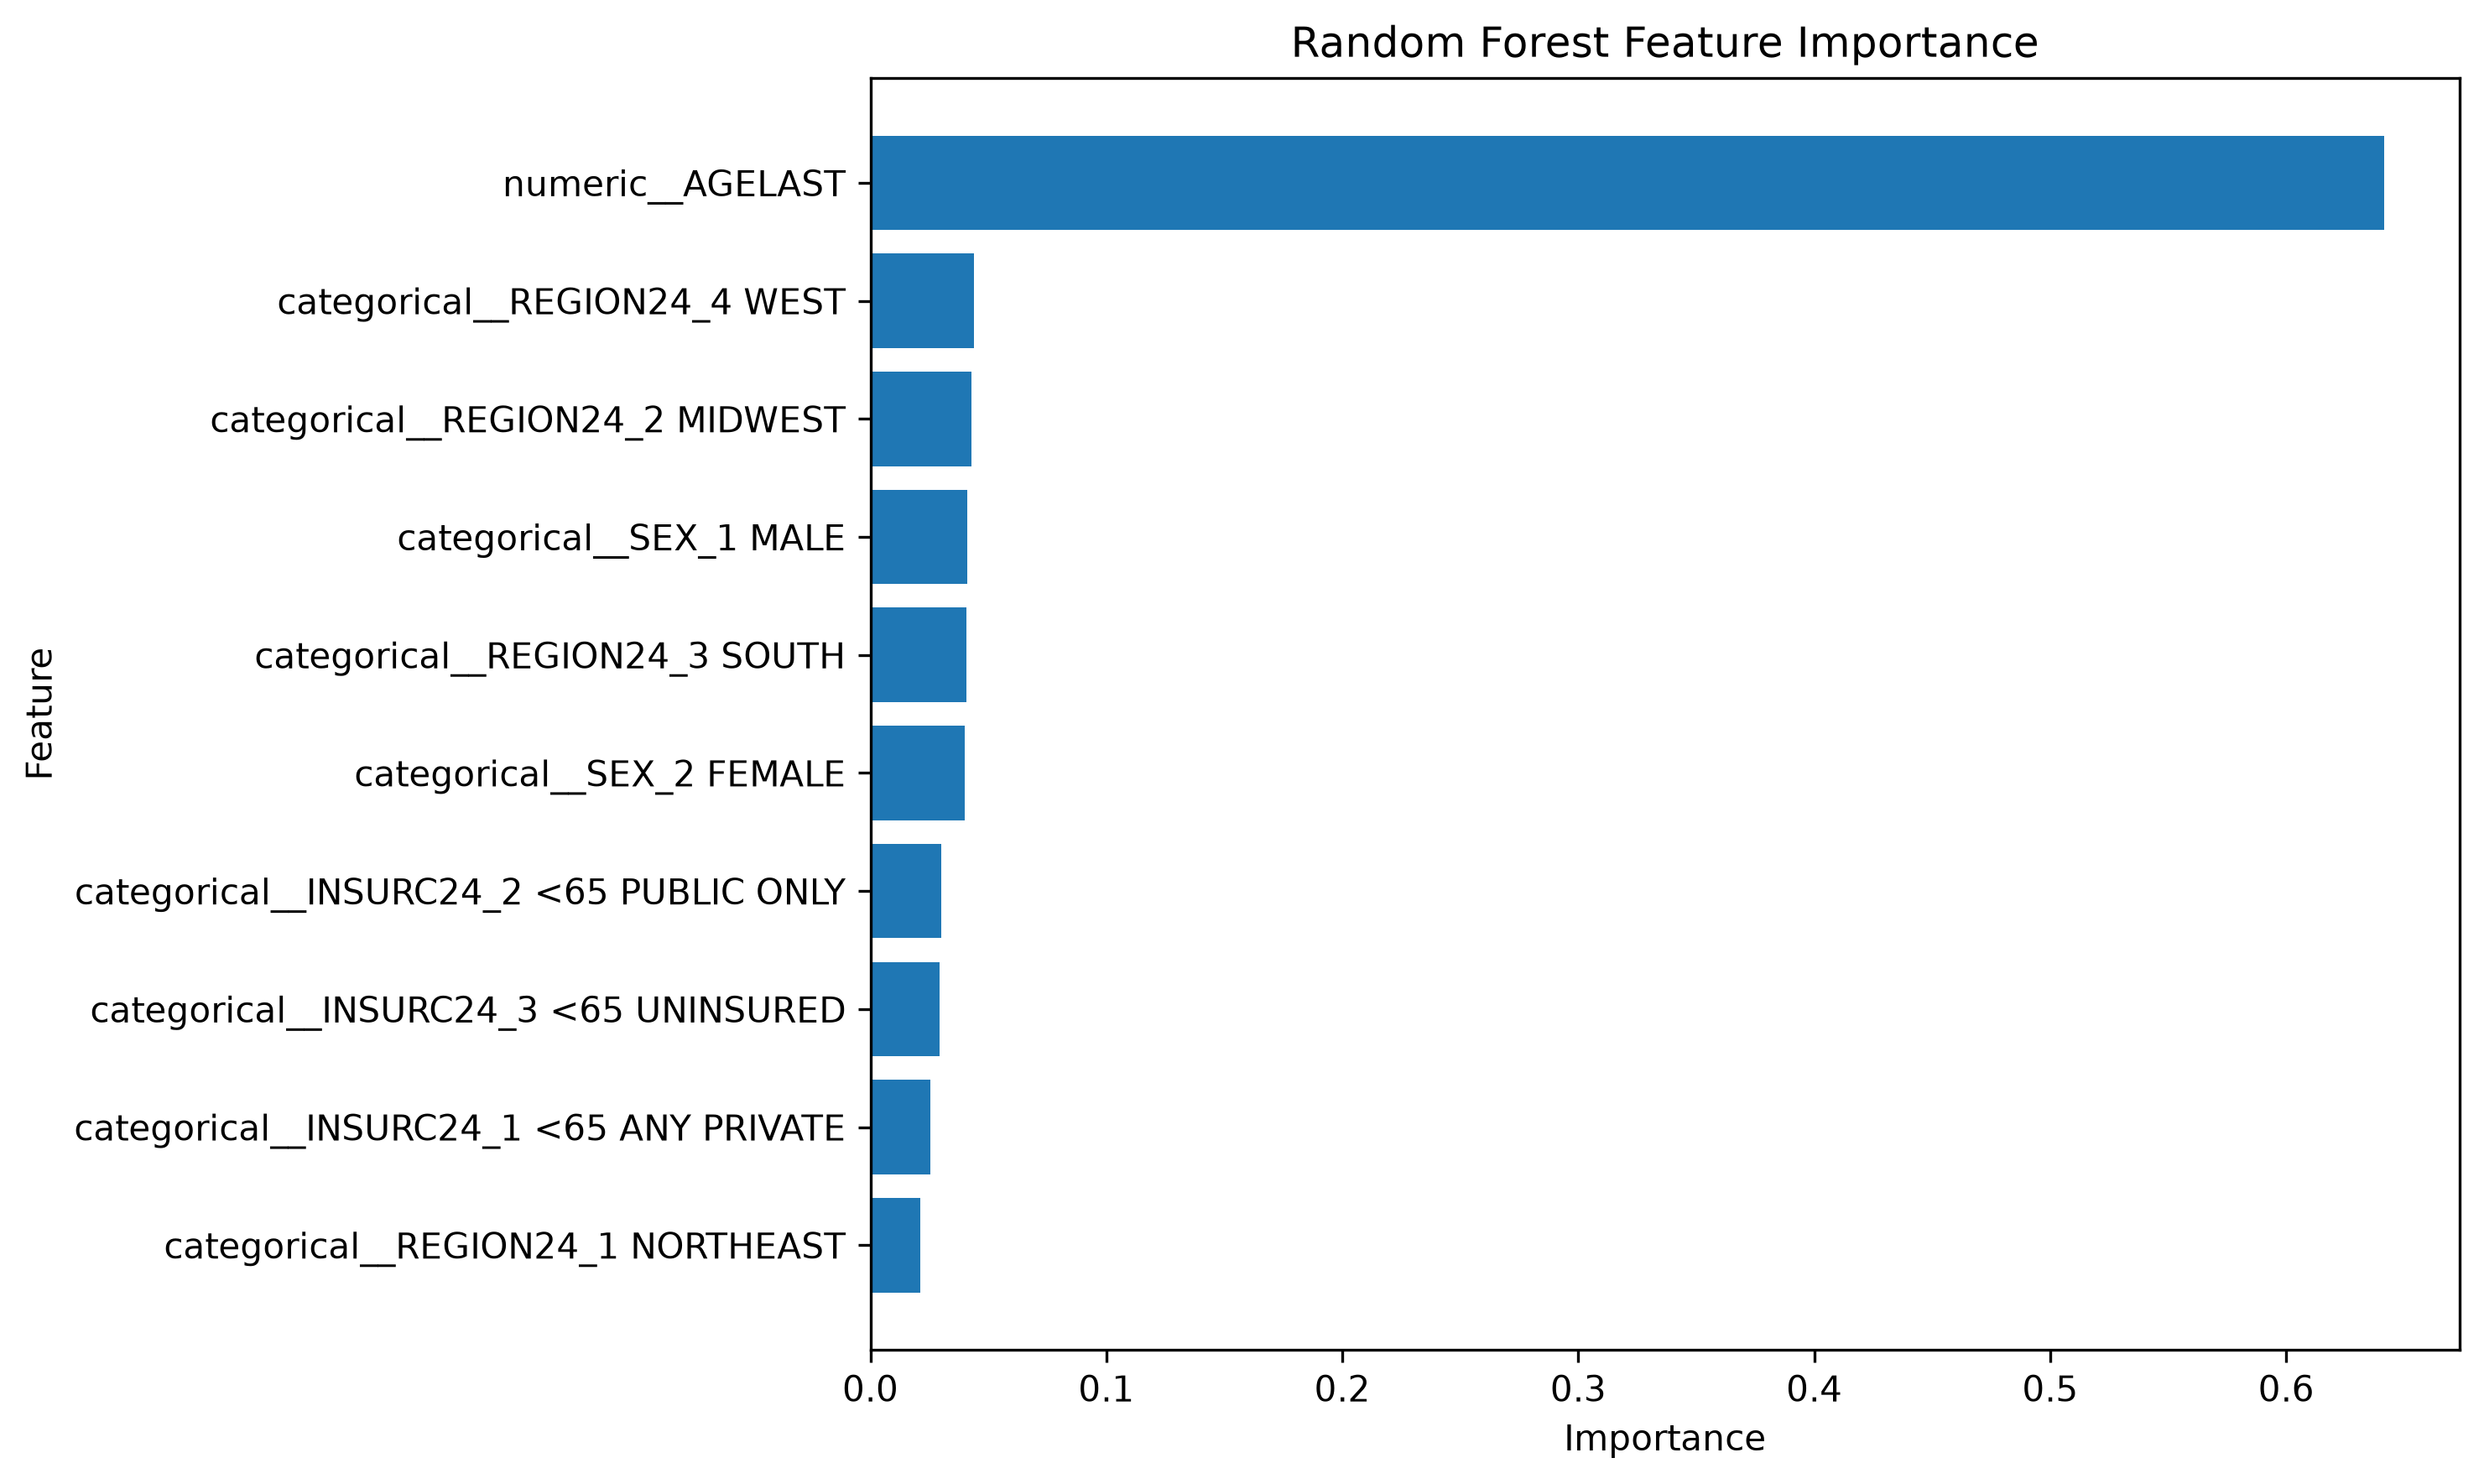 Random Forest Feature Importance
numeric__AGELAST
categorical__REGION24_4 WEST
categorical__REGION24_2 MIDWEST
categorical__SEX_1 MALE
categorical__REGION24_3 SOUTH
categorical__SEX_2 FEMALE
categorical__INSURC24_2 <65 PUBLIC ONLY
categorical__INSURC24_3 <65 UNINSURED
categorical__INSURC24_1 <65 ANY PRIVATE
categorical__REGION24_1 NORTHEAST
Feature
0.0 0.1 0.2 0.3 0.4 0.5 0.6
Importance